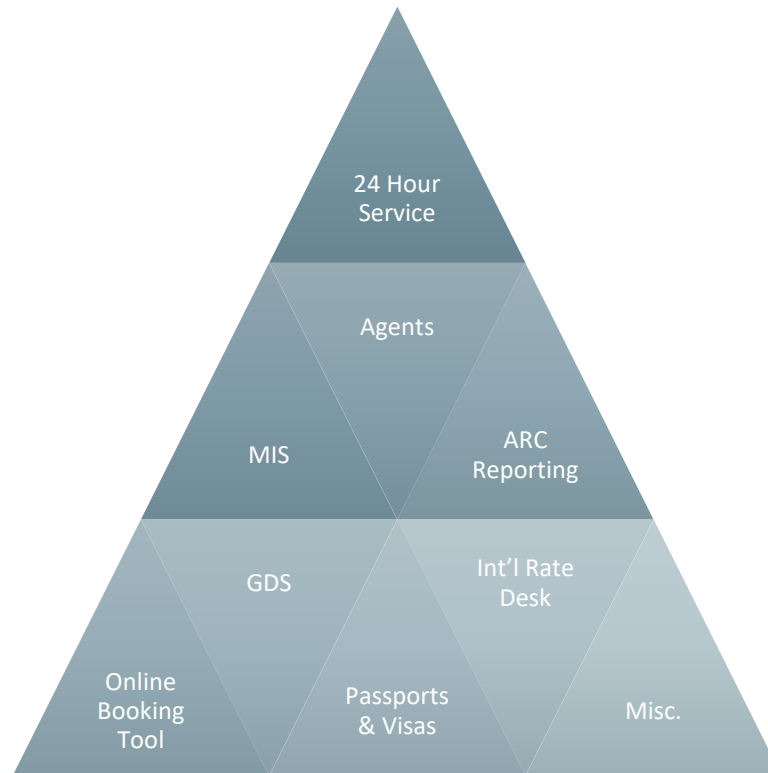 24 Hour
Service
Agents
MIS
ARC
Reporting
GDS
Int’l Rate
Desk
Online
Booking
Tool
Passports
& Visas
Misc.